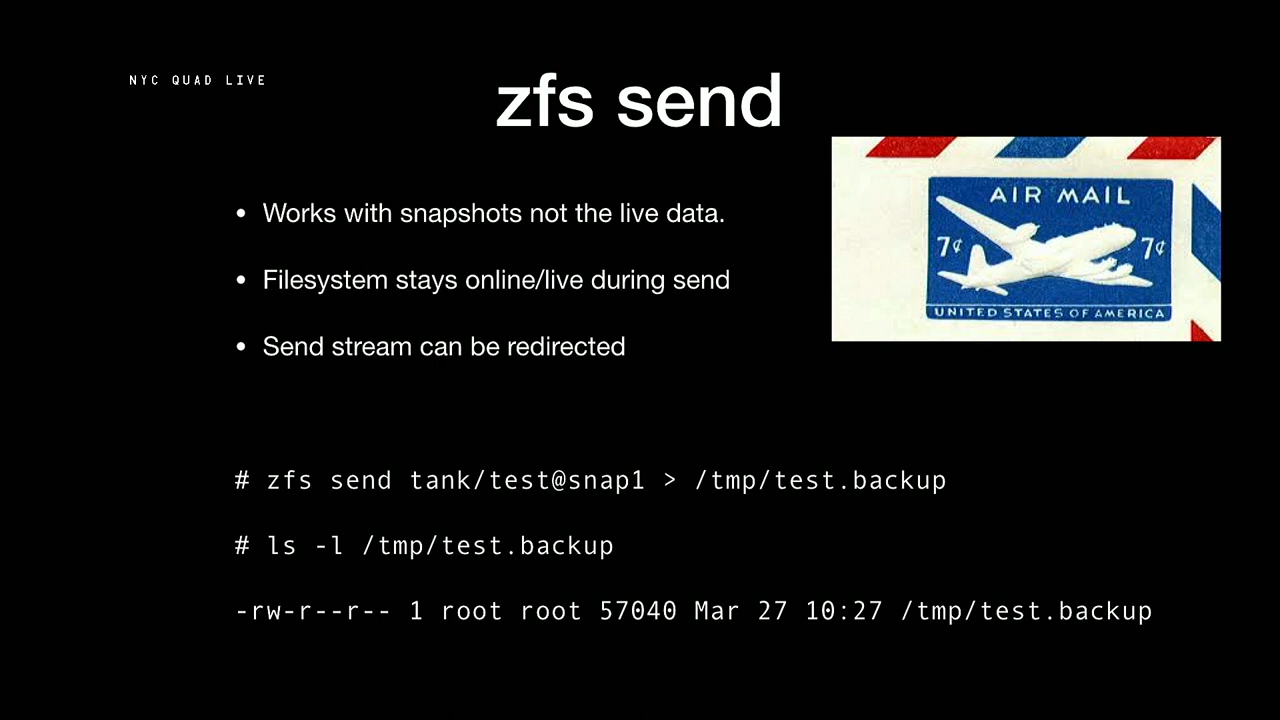 NYC QUAD LIVE
zfs send
• Works with snapshots not the live data.
• Filesystem stays online/live during send
• Send stream can be redirected
AIR MAIL
7¢ 7¢
UNITED STATES OF AMERICA
# zfs send tank/test@snap1 > /tmp/test.backup
# ls -l /tmp/test.backup
-rw-r--r-- 1 root root 57040 Mar 27 10:27 /tmp/test.backup